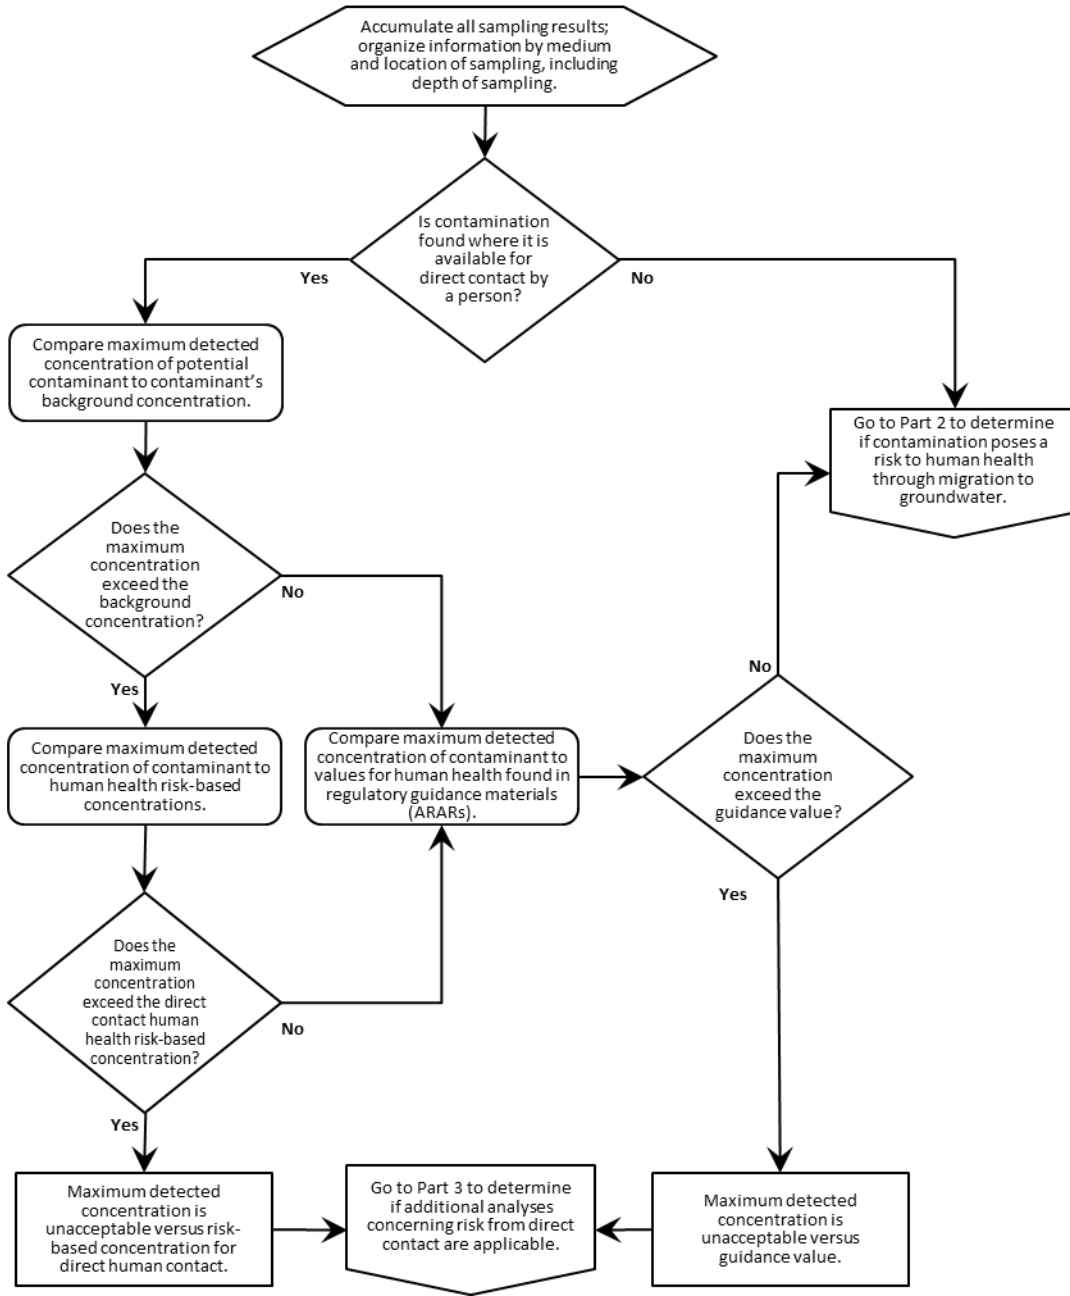 Accumulate all sampling results;
organize information by medium
and location of sampling, including
depth of sampling.
Is contamination
found where it is
available for
direct contact by
a person?
Yes
No
Compare maximum detected
concentration of potential
contaminant to contaminant’s
background concentration.
Go to Part 2 to determine
if contamination poses a
risk to human health
through migration to
groundwater.
Does the
maximum
concentration
exceed the
background
concentration?
No
Yes
No
Compare maximum detected
concentration of contaminant to
human health risk-based
concentrations.
Compare maximum detected
concentration of contaminant to
values for human health found in
regulatory guidance materials
(ARARs).
Does the
maximum
concentration
exceed the
guidance value?
Yes
Does the
maximum
concentration
exceed the direct
contact human
health risk-based
concentration?
No
Yes
Maximum detected
concentration is
unacceptable versus risk-
based concentration for
direct human contact.
Go to Part 3 to determine
if additional analyses
concerning risk from direct
contact are applicable.
Maximum detected
concentration is
unacceptable versus
guidance value.